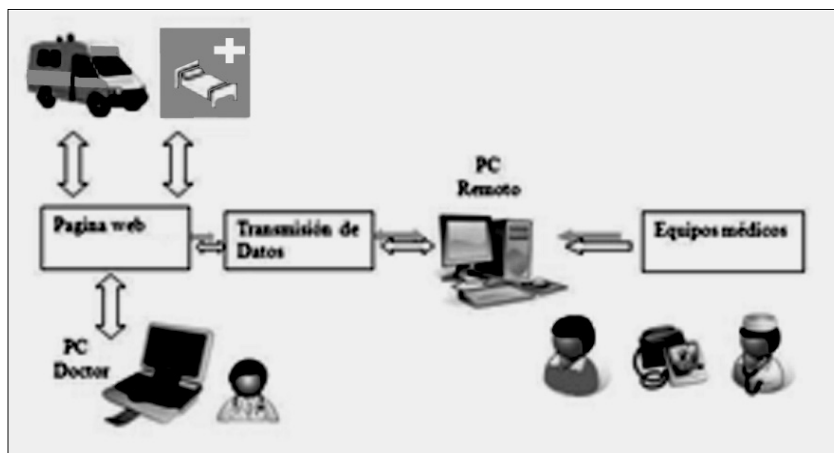 PC
Remoto
Pagina web
Transmisión de
Datos
Equipos médicos
PC
Doctor